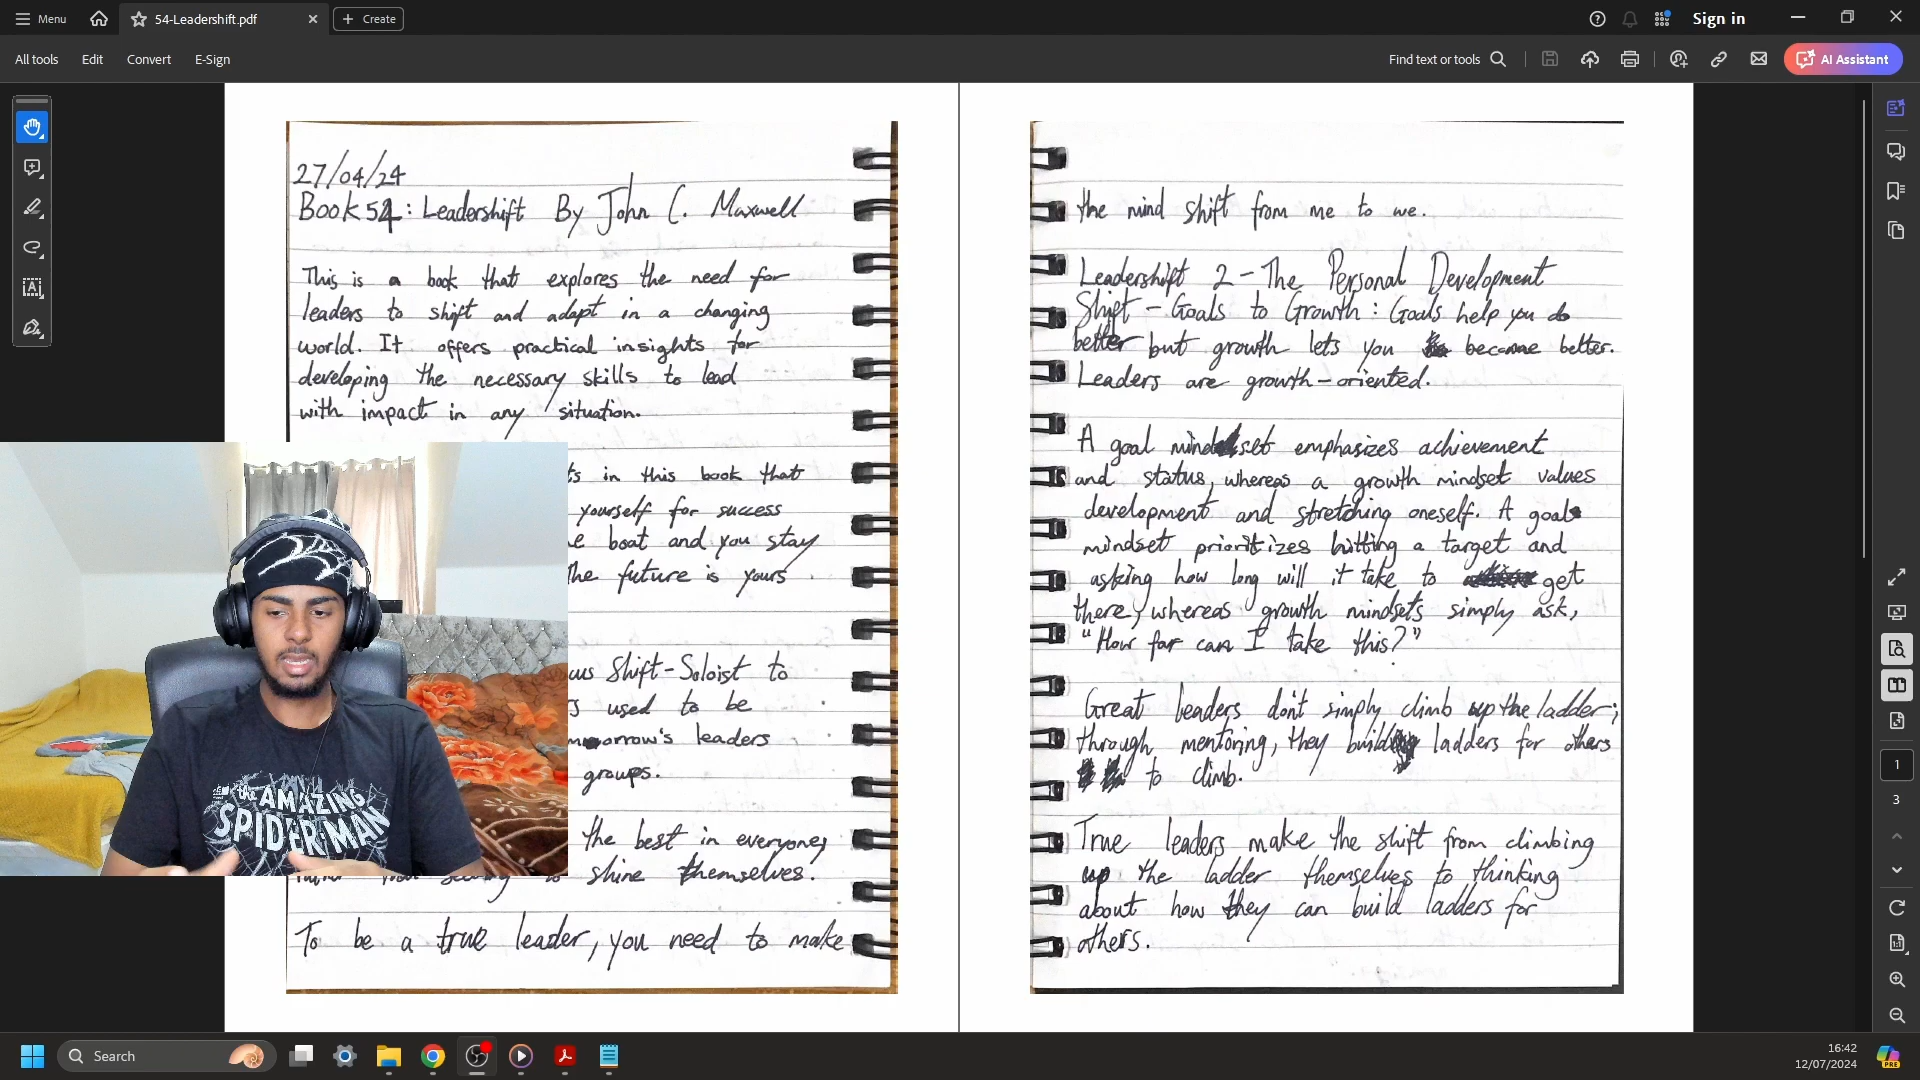 Menu
54-Leadershift.pdf
Create
Sign in
All tools
Edit
Convert
E-Sign
Find text or tools
AI Assistant
27/04/24
Book 54: Leadershift By John C. Maxwell
This is a book that explores the need for
leaders to shift and adapt in a changing
world. It offers practical insights for
developing the necessary skills to lead
with impact in any situation.
ts in this book that
yourself for success
e boat and you stay
the future is yours.
us Shift-Soloist to
s used to be
morrow's leaders
groups.
the best in everyone,
shine themselves.
To be a true leader, you need to make
the mind shift from me to we.
Leadershift 2 - The Personal Development
Shift - Goals to Growth: Goals help you do
better but growth lets you become better.
Leaders are growth-oriented.
A goal mindset emphasizes achievement
and status, whereas a growth mindset values
development and stretching oneself. A goal
mindset prioritizes hitting a target and
asking how long will it take to get
there, whereas growth mindsets simply ask,
"How far can I take this?"
Great leaders don't simply climb up the ladder;
through mentoring, they build ladders for others
to climb.
True leaders make the shift from climbing
up the ladder themselves to thinking
about how they can build ladders for
others.
the AMAZING
SPIDER-MAN
1
3
Search
16:42
12/07/2024
PRE